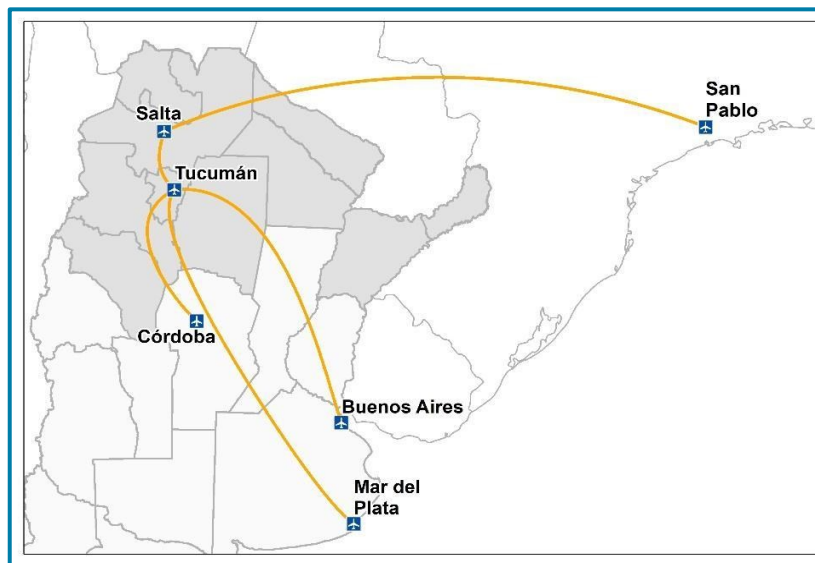 San
Pablo
Salta
Tucumán
Córdoba
Buenos Aires
Mar del
Plata